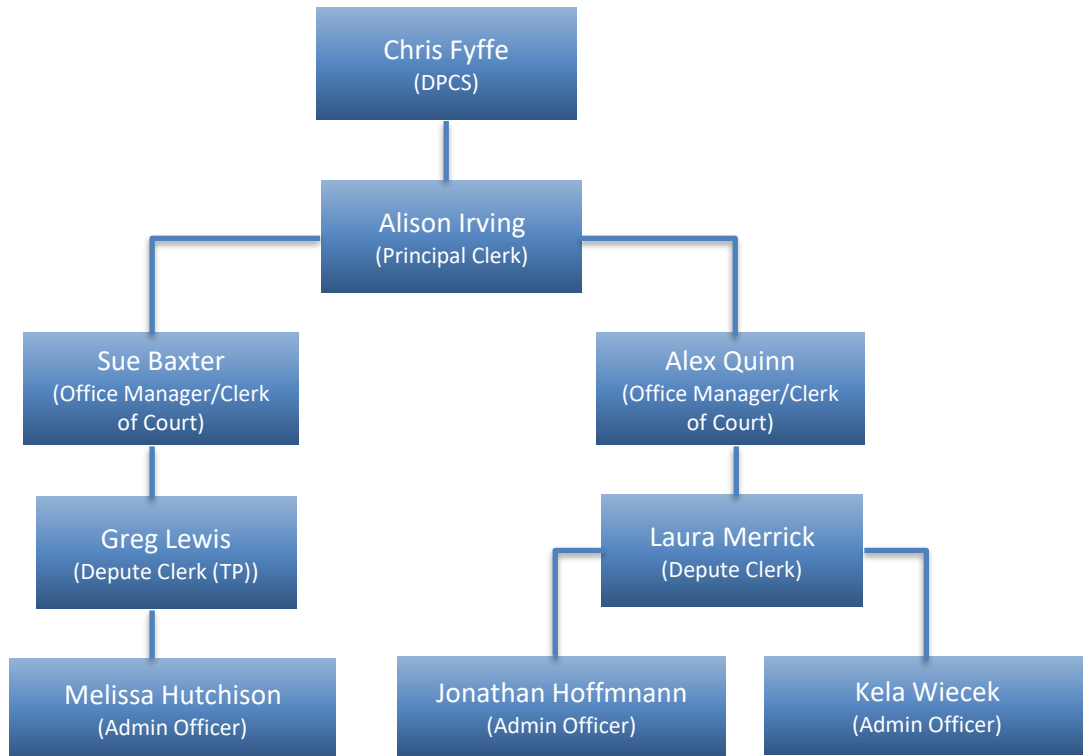 Chris Fyffe
(DPCS)
Alison Irving
(Principal Clerk)
Sue Baxter
(Office Manager/Clerk
of Court)
Alex Quinn
(Office Manager/Clerk
of Court)
Greg Lewis
(Depute Clerk (TP))
Laura Merrick
(Depute Clerk)
Melissa Hutchison
(Admin Officer)
Jonathan Hoffmnann
(Admin Officer)
Kela Wiecek
(Admin Officer)